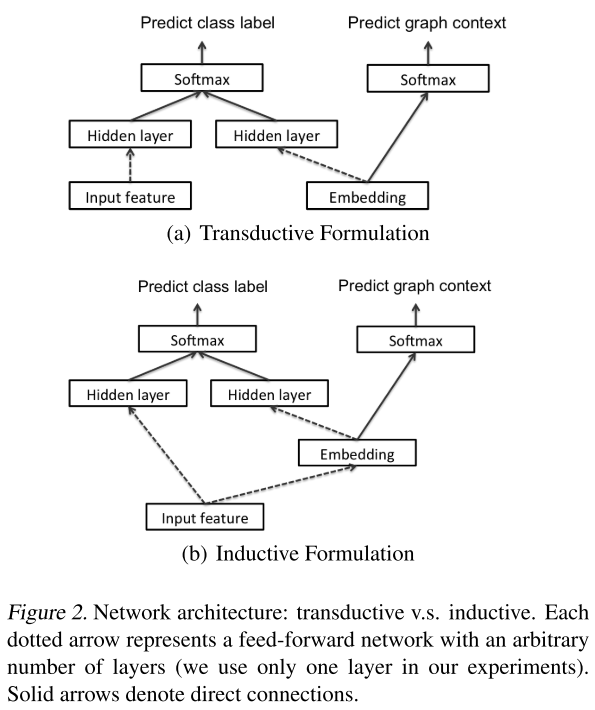 Predict class label Predict graph context
Softmax Softmax
Hidden layer Hidden layer
Input feature Embedding
(a) Transductive Formulation
Predict class label Predict graph context
Softmax Softmax
Hidden layer Hidden layer
Embedding
Input feature
(b) Inductive Formulation
Figure 2. Network architecture: transductive v.s. inductive. Each
dotted arrow represents a feed-forward network with an arbitrary
number of layers (we use only one layer in our experiments).
Solid arrows denote direct connections.